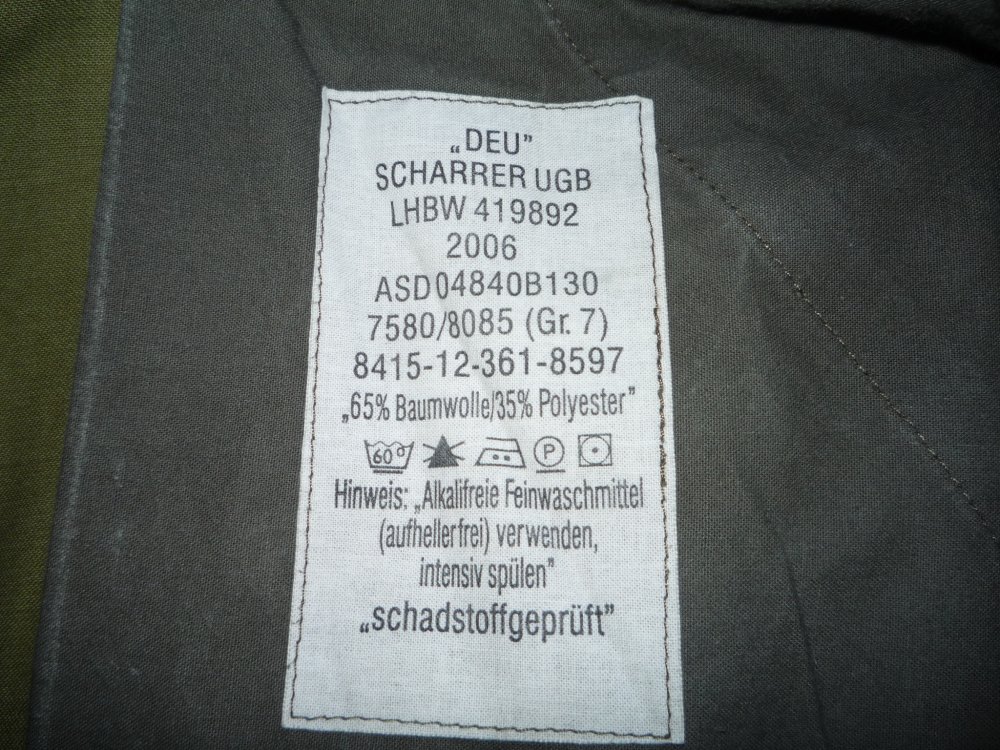 „DEU”
SCHARRER UGB
LHBW 419892
2006
ASD04840B130
7580/8085 (Gr. 7)
8415-12-361-8597
„65% Baumwolle/35% Polyester”
60° P
Hinweis: „Alkalifreie Feinwaschmittel
(aufhellerfrei) verwenden,
intensiv spülen”
„schadstoffgeprüft”